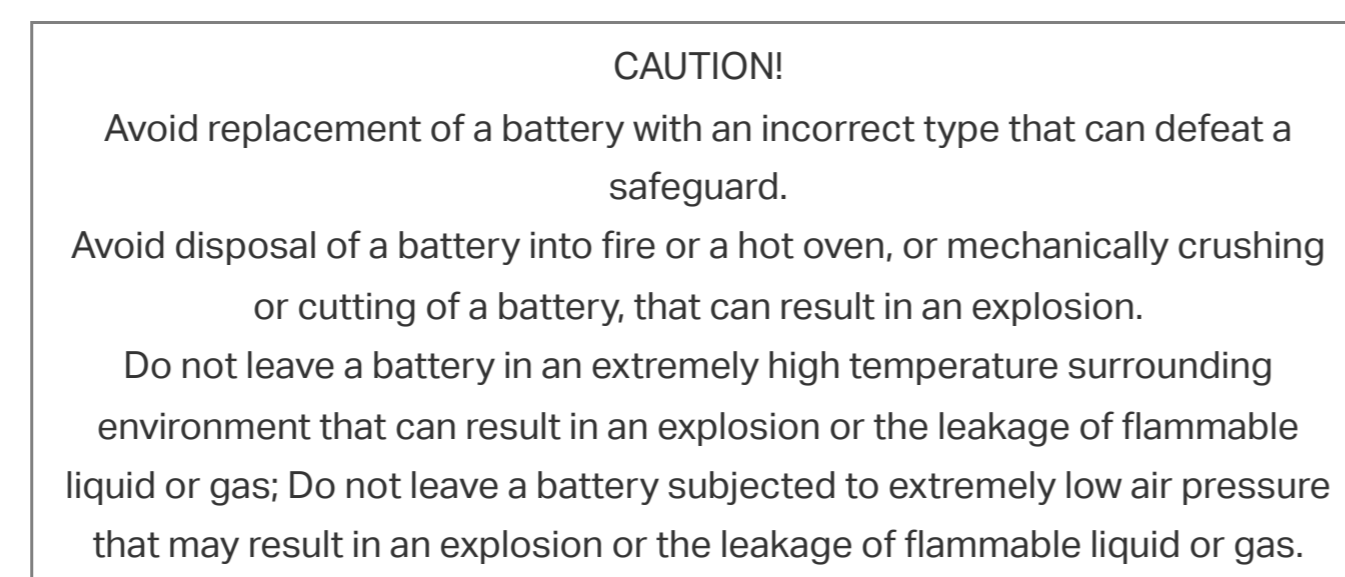 CAUTION!
Avoid replacement of a battery with an incorrect type that can defeat a
safeguard.
Avoid disposal of a battery into fire or a hot oven, or mechanically crushing
or cutting of a battery, that can result in an explosion.
Do not leave a battery in an extremely high temperature surrounding
environment that can result in an explosion or the leakage of flammable
liquid or gas; Do not leave a battery subjected to extremely low air pressure
that may result in an explosion or the leakage of flammable liquid or gas.